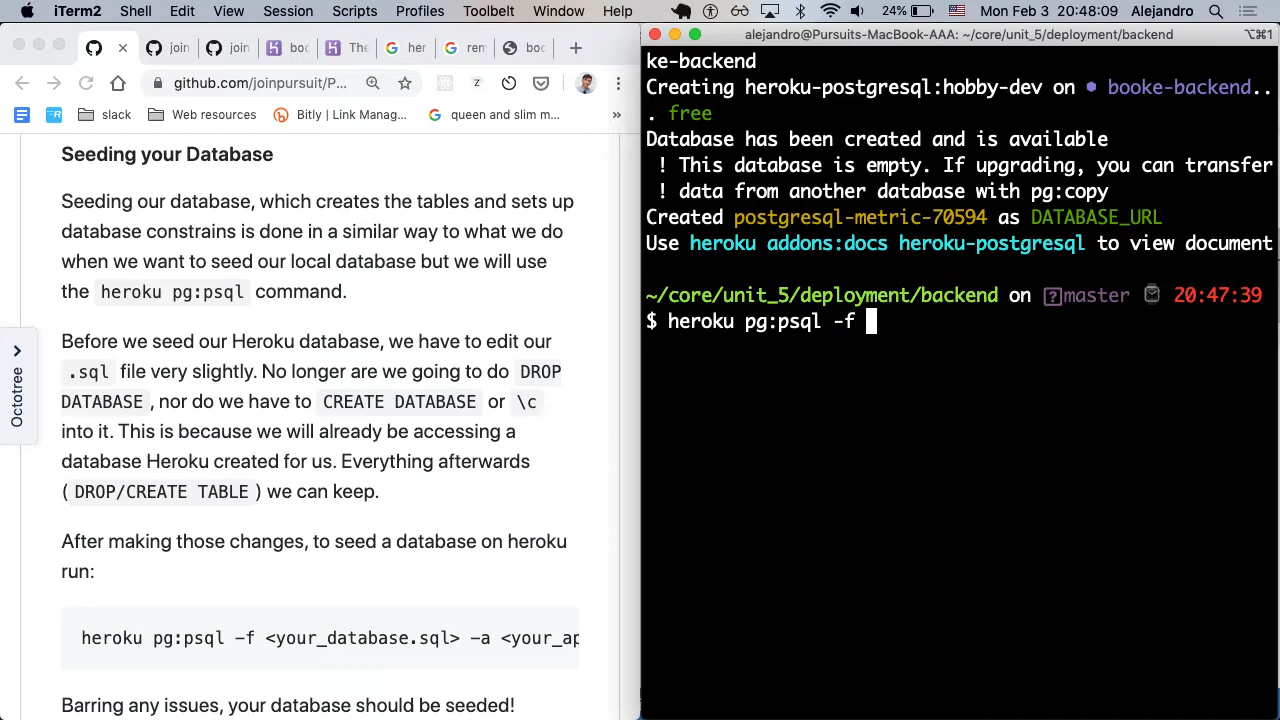 iTerm2 Shell Edit View Session Scripts Profiles Toolbelt Window Help 24% Mon Feb 3 20:48:09 Alejandro
join join boo The her rem boo
github.com/joinpursuit/P...
slack Web resources Bitly | Link Manag... queen and slim m... »
Octotree
Seeding your Database
Seeding our database, which creates the tables and sets up
database constrains is done in a similar way to what we do
when we want to seed our local database but we will use
the heroku pg:psql command.
Before we seed our Heroku database, we have to edit our
.sql file very slightly. No longer are we going to do DROP
DATABASE , nor do we have to CREATE DATABASE or \c
into it. This is because we will already be accessing a
database Heroku created for us. Everything afterwards
( DROP/CREATE TABLE ) we can keep.
After making those changes, to seed a database on heroku
run:
heroku pg:psql -f <your_database.sql> -a <your_ap
Barring any issues, your database should be seeded!
alejandro@Pursuits-MacBook-AAA: ~/core/unit_5/deployment/backend ⌥⌘1
ke-backend
Creating heroku-postgresql:hobby-dev on ⬢ booke-backend..
. free
Database has been created and is available
! This database is empty. If upgrading, you can transfer
! data from another database with pg:copy
Created postgresql-metric-70594 as DATABASE_URL
Use heroku addons:docs heroku-postgresql to view document
~/core/unit_5/deployment/backend on master 20:47:39
$ heroku pg:psql -f